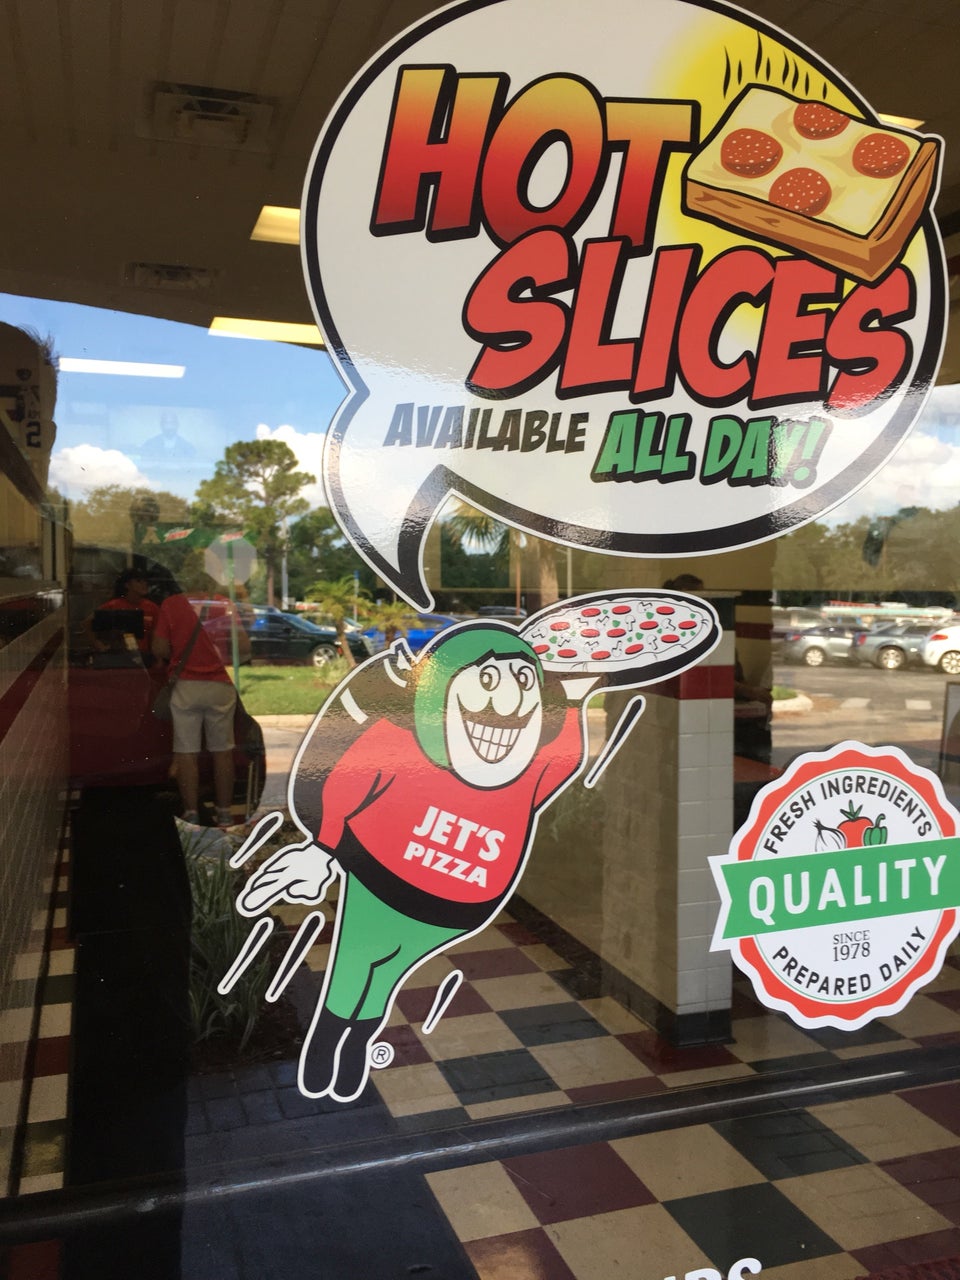 HOT
SLICES
AVAILABLE ALL DAY!
JET'S
PIZZA
®
FRESH INGREDIENTS
QUALITY
SINCE
1978
PREPARED DAILY